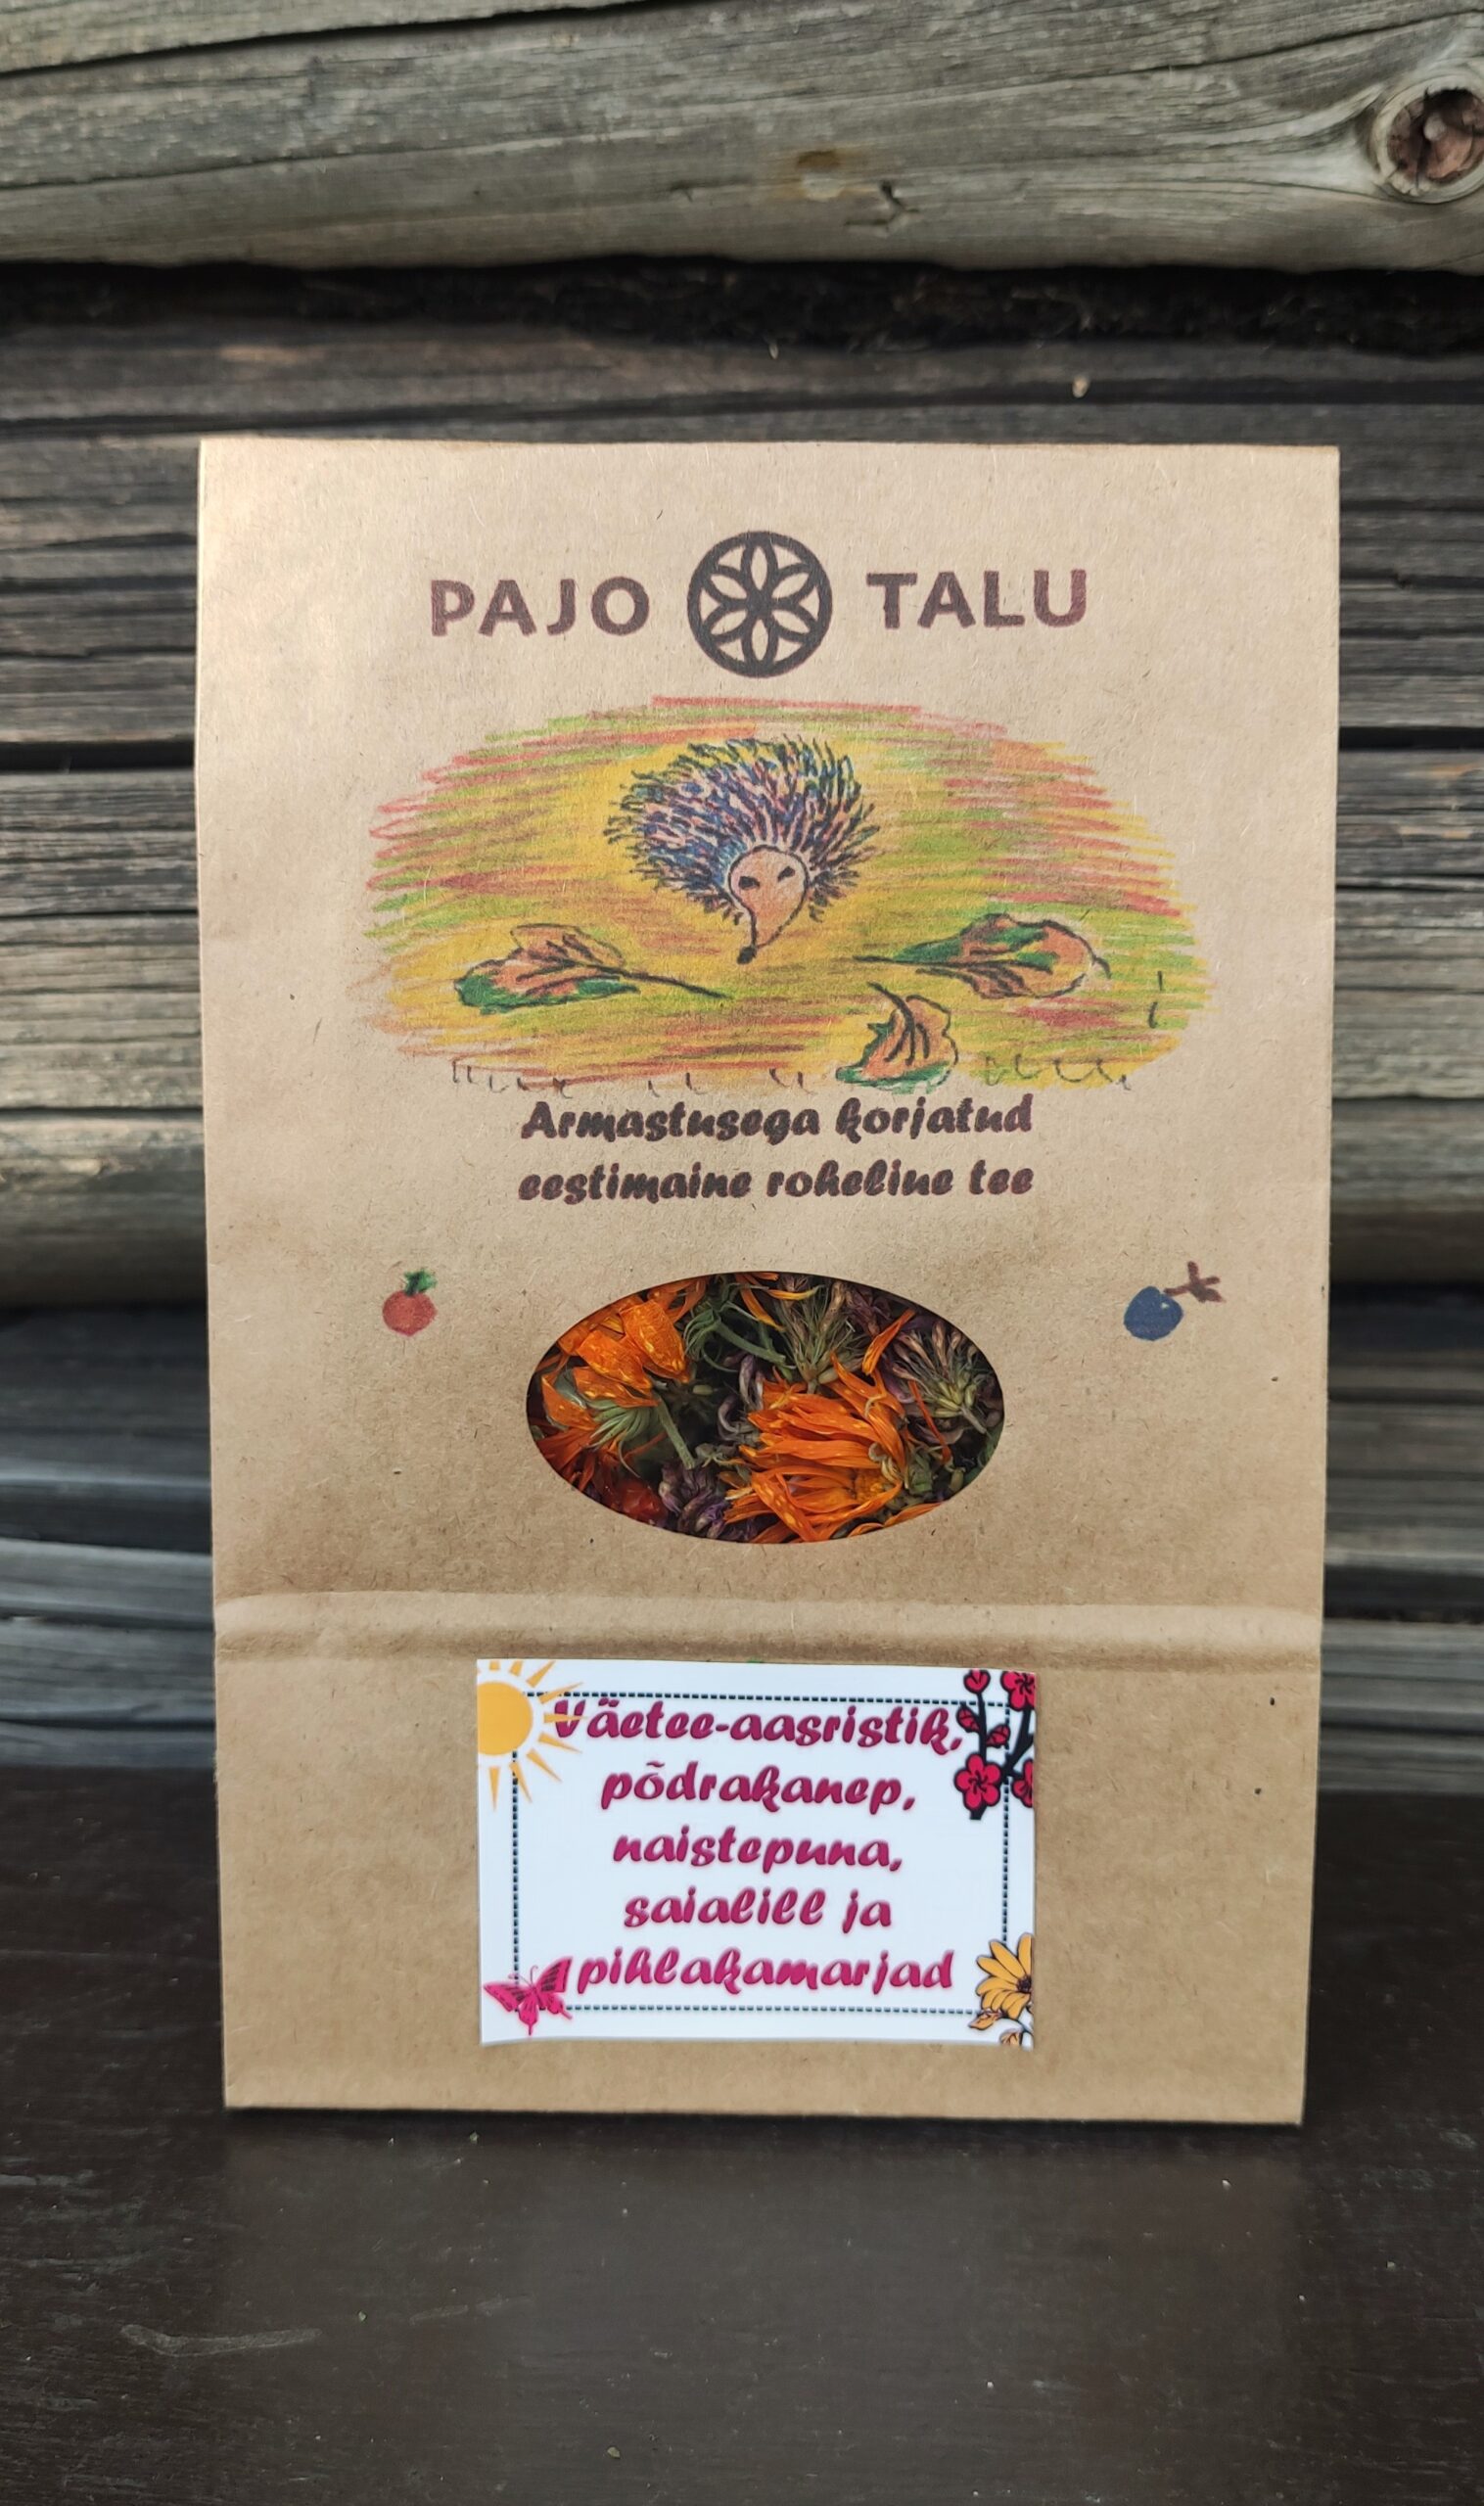 PAJO TALU
Armastusega korjatud
eestimaine roheline tee
Väetee-aasristik,
põdrakanep,
naistepuna,
saialill ja
pihlakamarjad